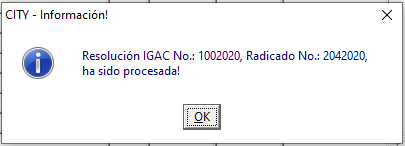 CITY - Información!
Resolución IGAC No.: 1002020, Radicado No.: 2042020,
ha sido procesada!
OK